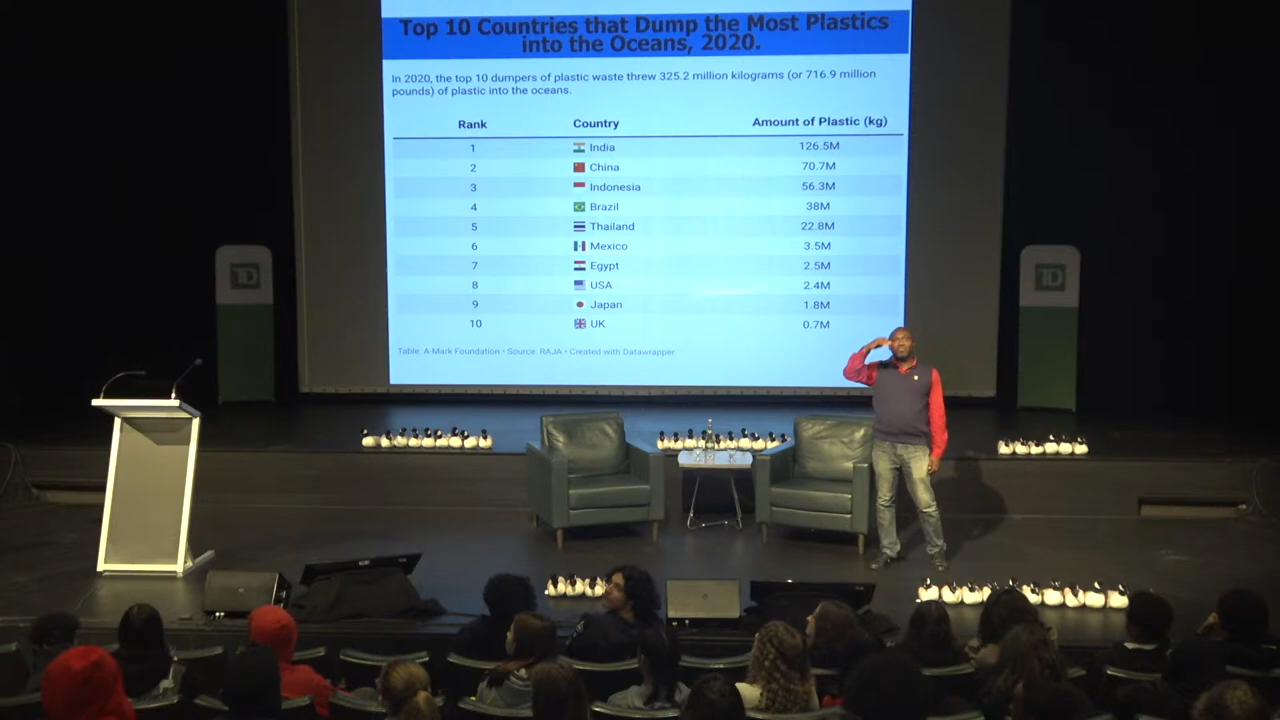 Top 10 Countries that Dump the Most Plastics
into the Oceans, 2020.
In 2020, the top 10 dumpers of plastic waste threw 325.2 million kilograms (or 716.9 million
pounds) of plastic into the oceans.
Rank Country Amount of Plastic (kg)
1 India 126.5M
2 China 70.7M
3 Indonesia 56.3M
4 Brazil 38M
5 Thailand 22.8M
6 Mexico 3.5M
7 Egypt 2.5M
8 USA 2.4M
9 Japan 1.8M
10 UK 0.7M
Table: A-Mark Foundation • Source: RAJA • Created with Datawrapper
TD
TD